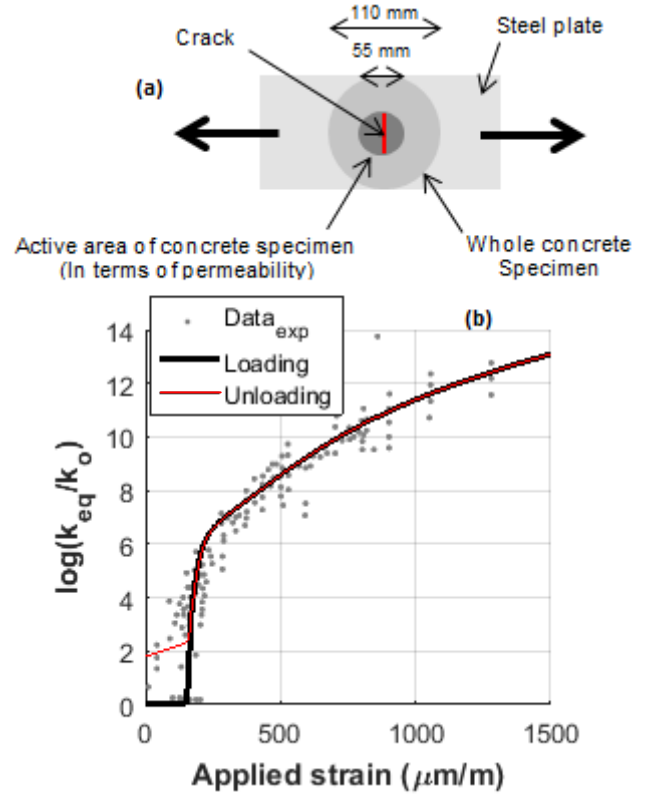 110 mm
Steel plate
Crack
55 mm
(a)
Active area of concrete specimen
(In terms of permeability)
Whole concrete
Specimen
(b)
Data_exp
Loading
Unloading
14
12
10
8
6
4
2
0
log(k_eq/k_o)
0 500 1000 1500
Applied strain (μm/m)